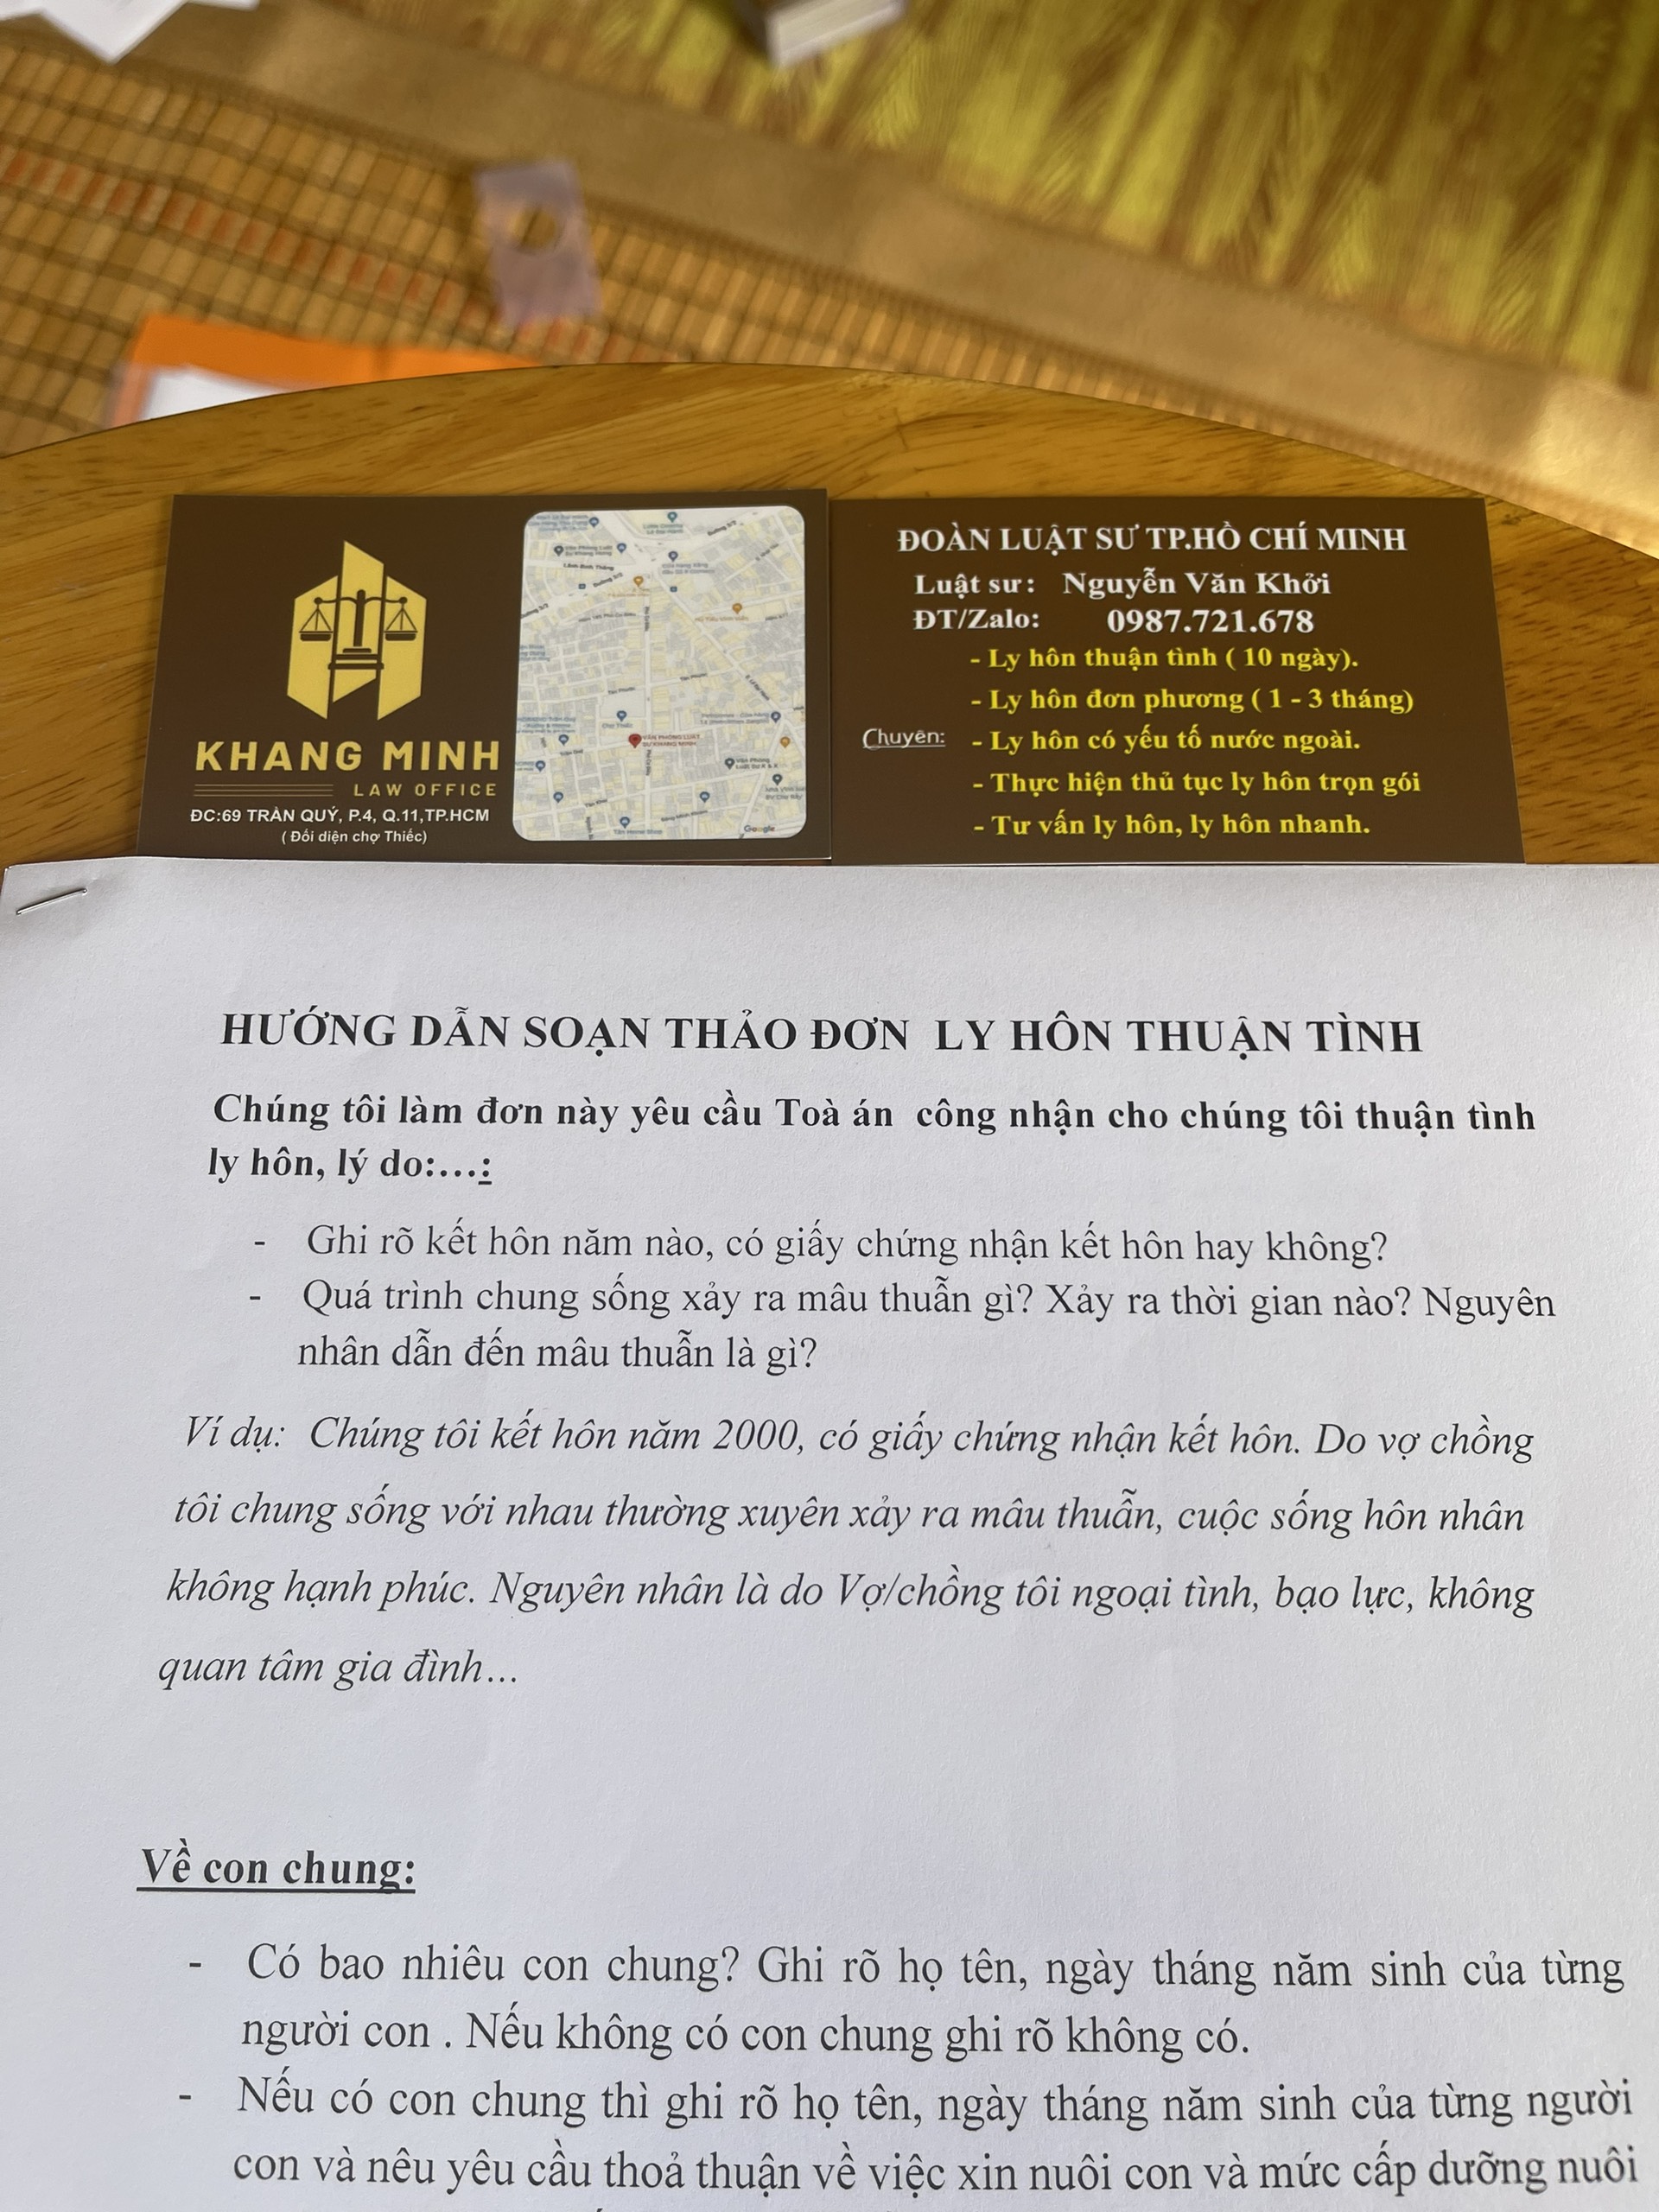 KHANG MINH
LAW OFFICE
ĐC:69 TRẦN QUÝ, P.4, Q.11,TP.HCM
( Đối diện chợ Thiếc)
VĂN PHÒNG LUẬT
SƯ KHANG MINH
Chợ Thiếc
Google
ĐOÀN LUẬT SƯ TP.HỒ CHÍ MINH
Luật sư: Nguyễn Văn Khởi
ĐT/Zalo: 0987.721.678
Chuyên:
- Ly hôn thuận tình ( 10 ngày).
- Ly hôn đơn phương ( 1 - 3 tháng)
- Ly hôn có yếu tố nước ngoài.
- Thực hiện thủ tục ly hôn trọn gói
- Tư vấn ly hôn, ly hôn nhanh.
HƯỚNG DẪN SOẠN THẢO ĐƠN LY HÔN THUẬN TÌNH
Chúng tôi làm đơn này yêu cầu Toà án công nhận cho chúng tôi thuận tình
ly hôn, lý do:...:
- Ghi rõ kết hôn năm nào, có giấy chứng nhận kết hôn hay không?
- Quá trình chung sống xảy ra mâu thuẫn gì? Xảy ra thời gian nào? Nguyên
nhân dẫn đến mâu thuẫn là gì?
Ví dụ: Chúng tôi kết hôn năm 2000, có giấy chứng nhận kết hôn. Do vợ chồng
tôi chung sống với nhau thường xuyên xảy ra mâu thuẫn, cuộc sống hôn nhân
không hạnh phúc. Nguyên nhân là do Vợ/chồng tôi ngoại tình, bạo lực, không
quan tâm gia đình...
Về con chung:
- Có bao nhiêu con chung? Ghi rõ họ tên, ngày tháng năm sinh của từng
người con . Nếu không có con chung ghi rõ không có.
- Nếu có con chung thì ghi rõ họ tên, ngày tháng năm sinh của từng người
con và nêu yêu cầu thoả thuận về việc xin nuôi con và mức cấp dưỡng nuôi